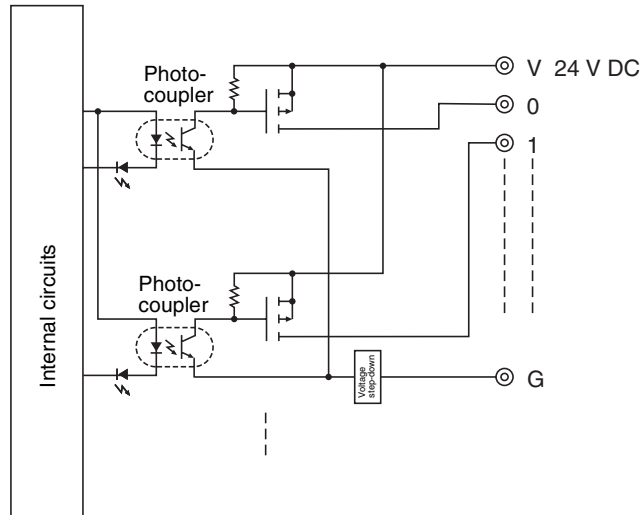 Photo-
coupler
V 24 V DC
0
1
Internal circuits
Photo-
coupler
Voltage
step-down
G